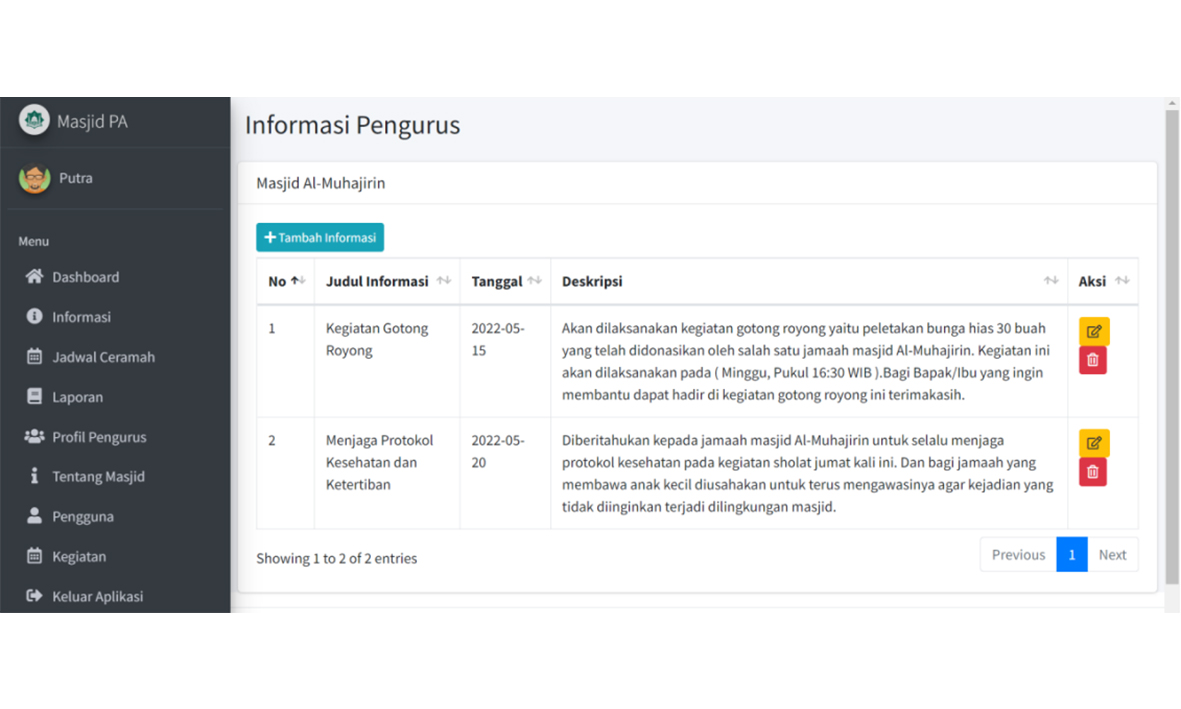 Masjid PA
Putra
Menu
Dashboard
Informasi
Jadwal Ceramah
Laporan
Profil Pengurus
Tentang Masjid
Pengguna
Kegiatan
Keluar Aplikasi
Informasi Pengurus
Masjid Al-Muhajirin
Tambah Informasi
No Judul Informasi Tanggal Deskripsi Aksi
1 Kegiatan Gotong 2022-05- Akan dilaksanakan kegiatan gotong royong yaitu peletakan bunga hias 30 buah
Royong 15 yang telah didonasikan oleh salah satu jamaah masjid Al-Muhajirin. Kegiatan ini
akan dilaksanakan pada ( Minggu, Pukul 16:30 WIB ).Bagi Bapak/Ibu yang ingin
membantu dapat hadir di kegiatan gotong royong ini terimakasih.
2 Menjaga Protokol 2022-05- Diberitahukan kepada jamaah masjid Al-Muhajirin untuk selalu menjaga
Kesehatan dan 20 protokol kesehatan pada kegiatan sholat jumat kali ini. Dan bagi jamaah yang
Ketertiban membawa anak kecil diusahakan untuk terus mengawasinya agar kejadian yang
tidak diinginkan terjadi dilingkungan masjid.
Showing 1 to 2 of 2 entries
Previous 1 Next